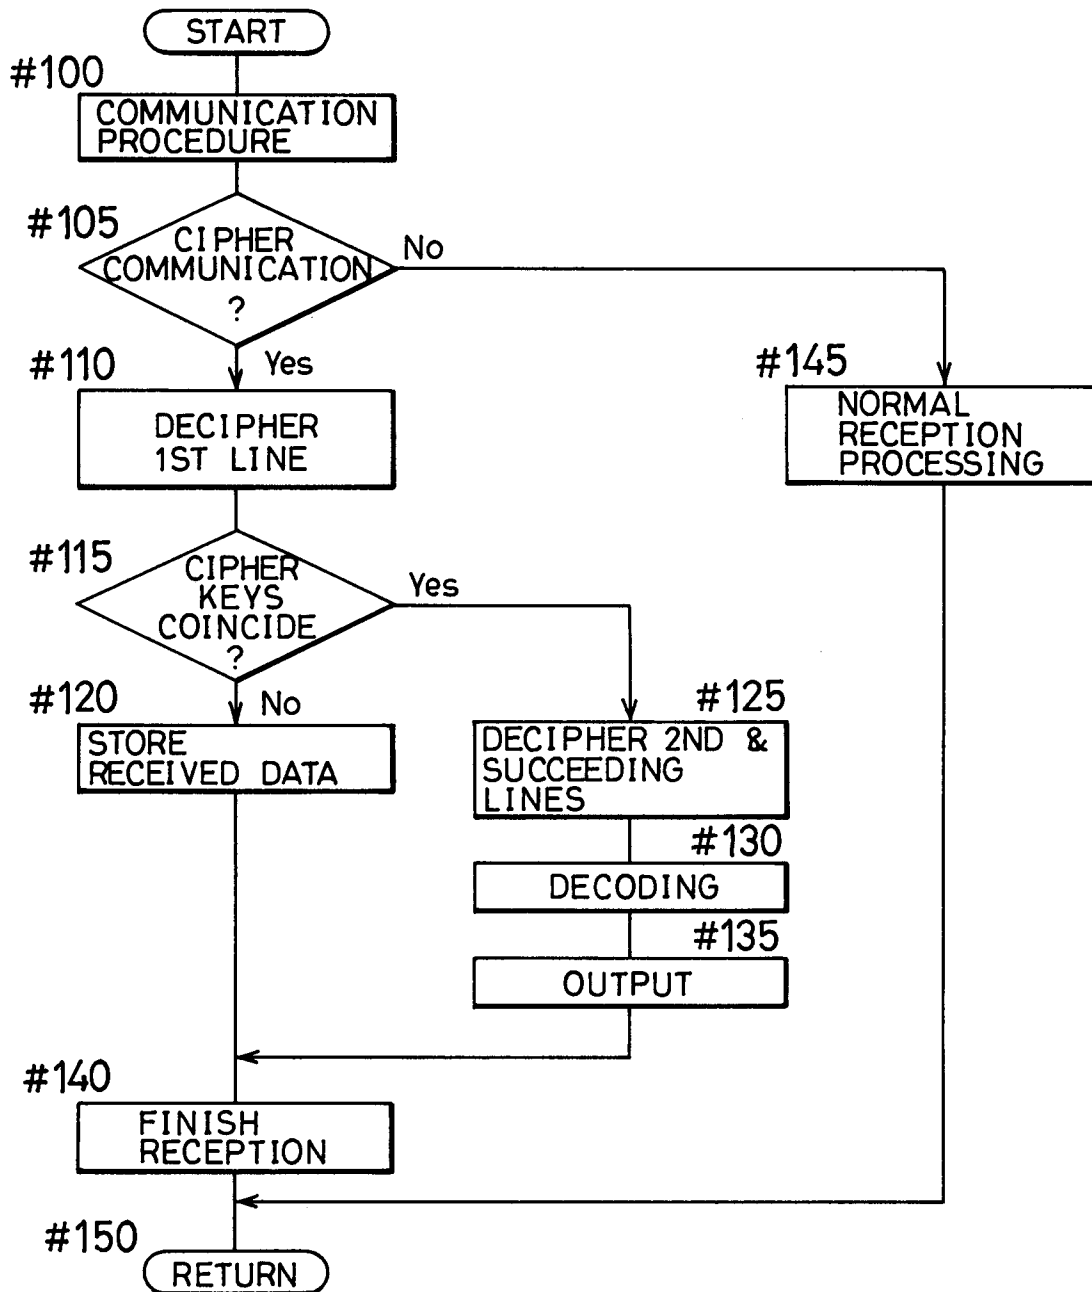 START
#100
COMMUNICATION
PROCEDURE
#105
CIPHER
COMMUNICATION
?
No
Yes
#110
DECIPHER
1ST LINE
#145
NORMAL
RECEPTION
PROCESSING
#115
CIPHER
KEYS
COINCIDE
?
Yes
No
#120
STORE
RECEIVED DATA
#125
DECIPHER 2ND &
SUCCEEDING
LINES
#130
DECODING
#135
OUTPUT
#140
FINISH
RECEPTION
#150
RETURN